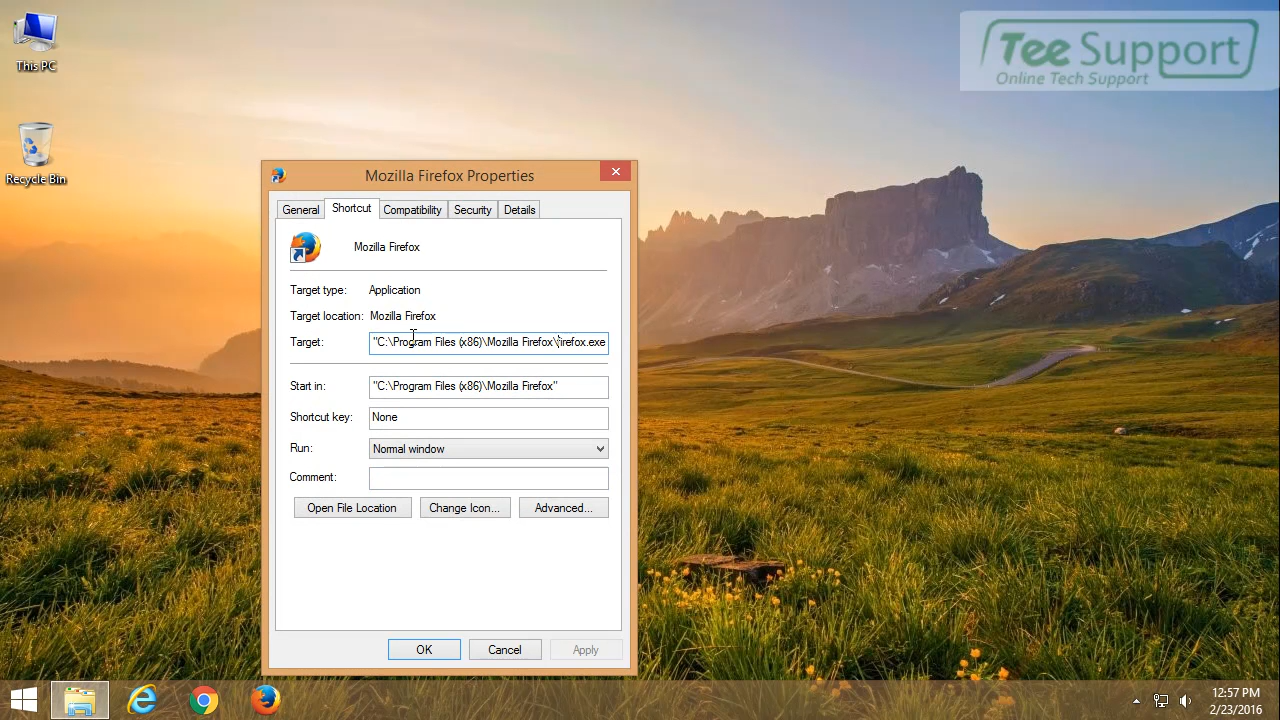 This PC
Recycle Bin
Tee Support
Online Tech Support
Mozilla Firefox Properties
General Shortcut Compatibility Security Details
Mozilla Firefox
Target type: Application
Target location: Mozilla Firefox
Target: "C:\Program Files (x86)\Mozilla Firefox\firefox.exe
Start in: "C:\Program Files (x86)\Mozilla Firefox"
Shortcut key: None
Run: Normal window
Comment:
Open File Location Change Icon... Advanced...
OK Cancel Apply
12:57 PM
2/23/2016